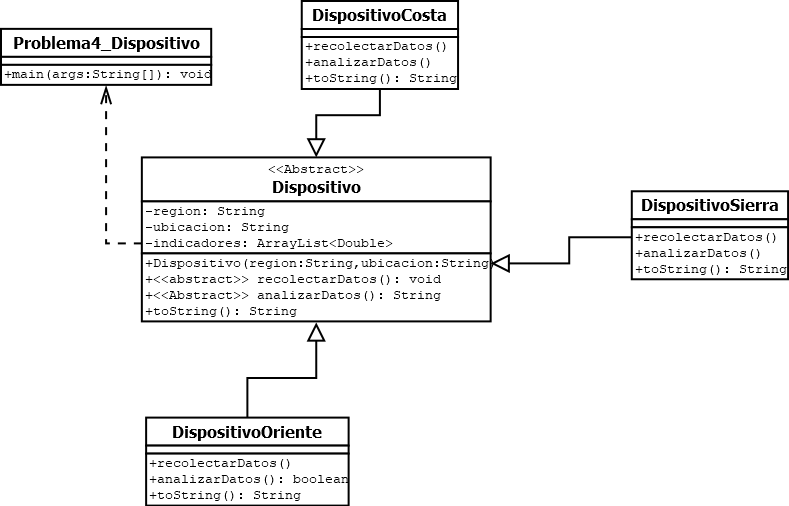 DispositivoCosta
+recolectarDatos()
+analizarDatos()
+toString(): String
Problema4_Dispositivo
+main(args:String[]): void
<<Abstract>>
Dispositivo
-region: String
-ubicacion: String
-indicadores: ArrayList<Double>
+Dispositivo(region:String,ubicacion:String)
+<<abstract>> recolectarDatos(): void
+<<Abstract>> analizarDatos(): String
+toString(): String
DispositivoSierra
+recolectarDatos()
+analizarDatos()
+toString(): String
DispositivoOriente
+recolectarDatos()
+analizarDatos(): boolean
+toString(): String